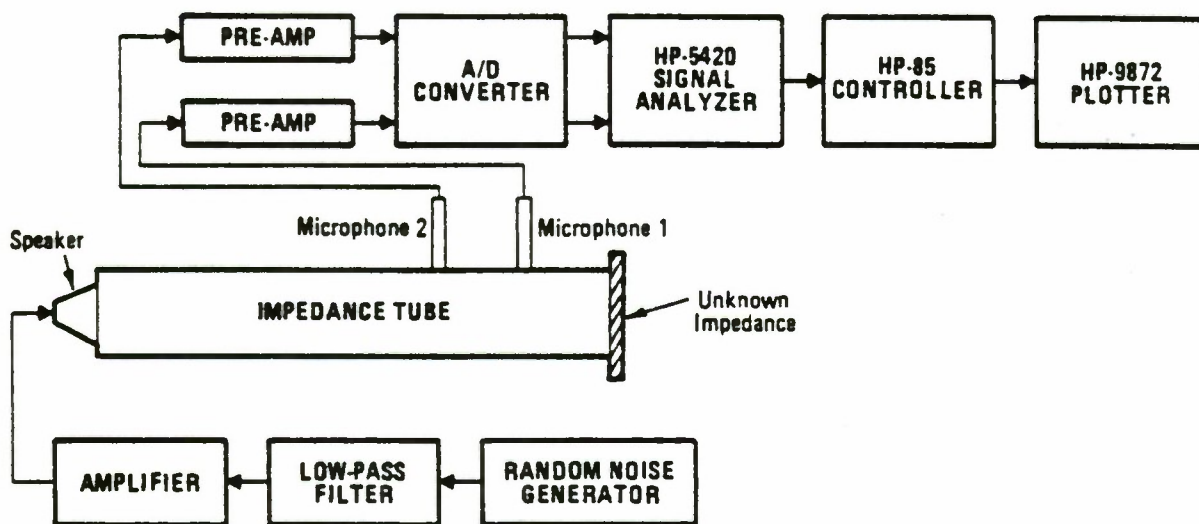 PRE-AMP
PRE-AMP
A/D
CONVERTER
HP-5420
SIGNAL
ANALYZER
HP-85
CONTROLLER
HP-9872
PLOTTER
Microphone 2
Microphone 1
Speaker
IMPEDANCE TUBE
Unknown
Impedance
AMPLIFIER
LOW-PASS
FILTER
RANDOM NOISE
GENERATOR